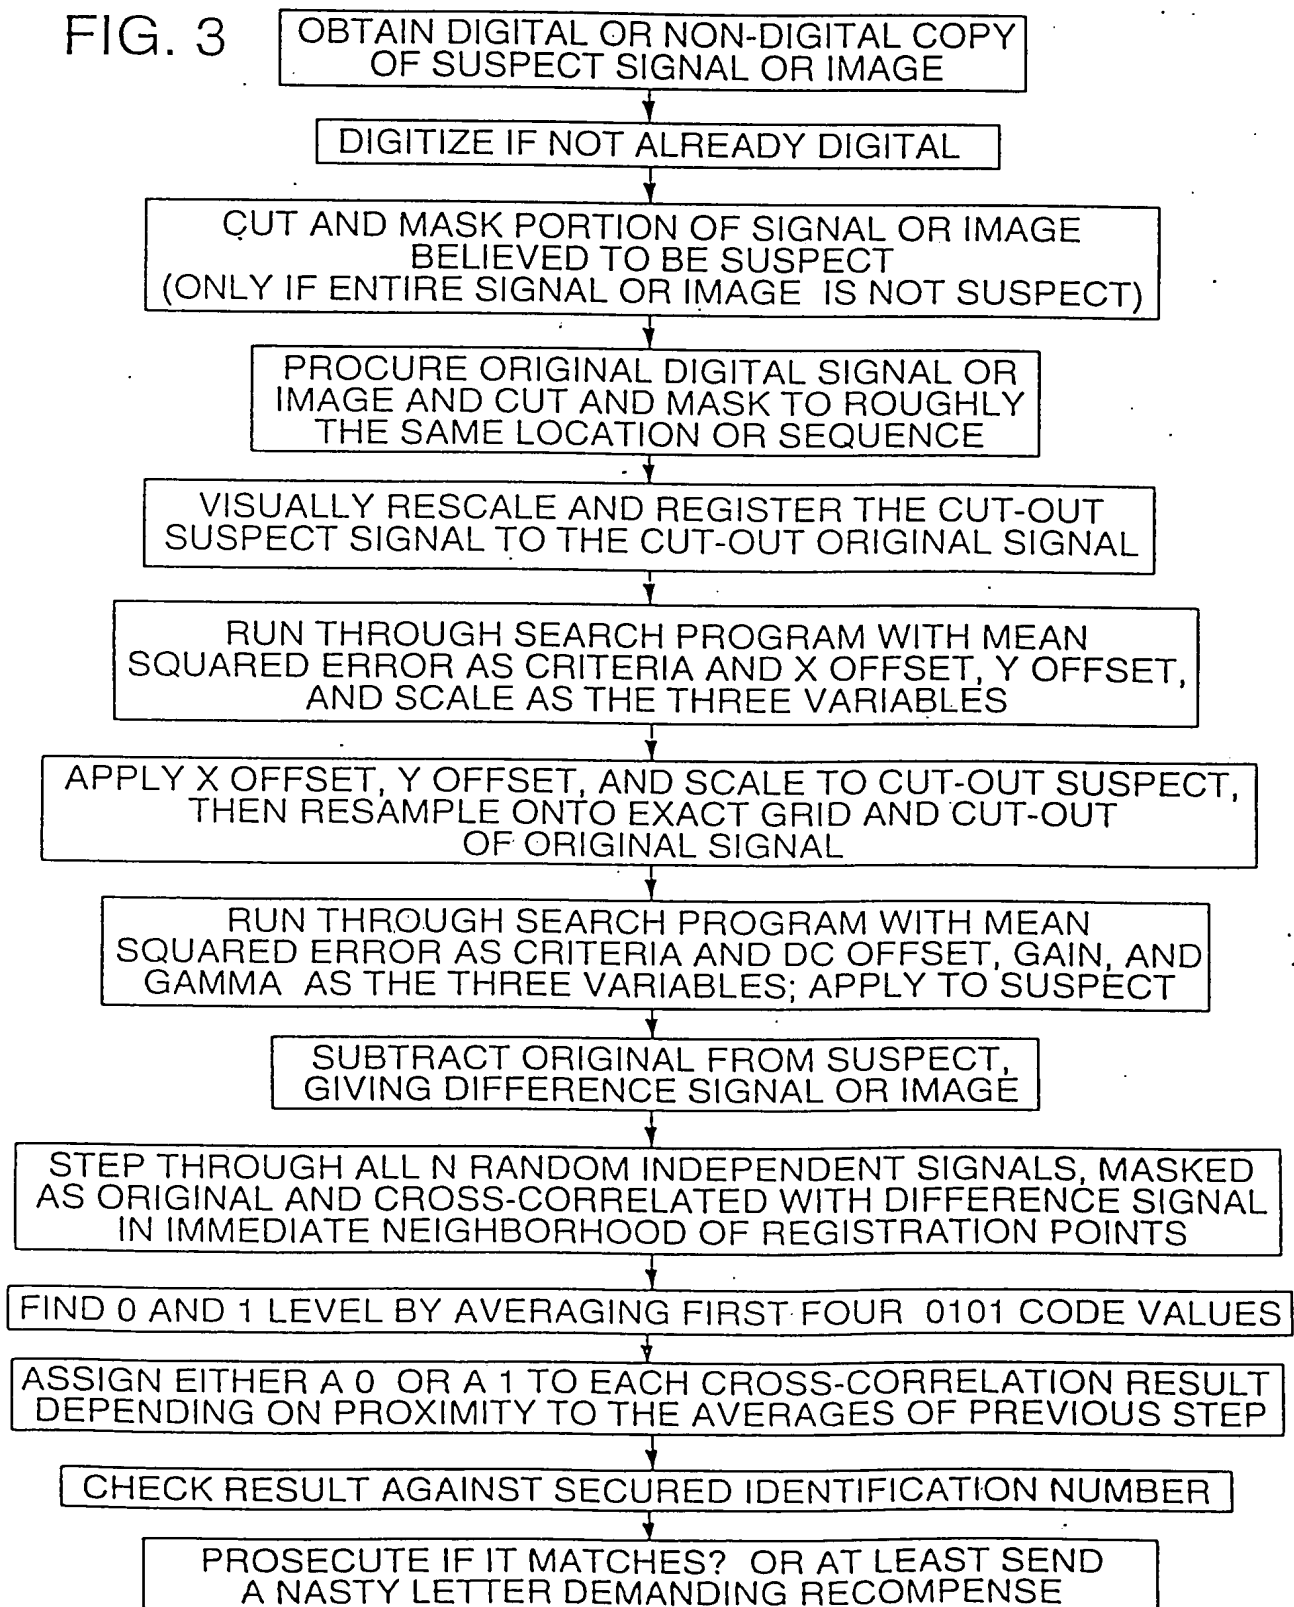 FIG. 3
OBTAIN DIGITAL OR NON-DIGITAL COPY
OF SUSPECT SIGNAL OR IMAGE
DIGITIZE IF NOT ALREADY DIGITAL
CUT AND MASK PORTION OF SIGNAL OR IMAGE
BELIEVED TO BE SUSPECT
(ONLY IF ENTIRE SIGNAL OR IMAGE IS NOT SUSPECT)
PROCURE ORIGINAL DIGITAL SIGNAL OR
IMAGE AND CUT AND MASK TO ROUGHLY
THE SAME LOCATION OR SEQUENCE
VISUALLY RESCALE AND REGISTER THE CUT-OUT
SUSPECT SIGNAL TO THE CUT-OUT ORIGINAL SIGNAL
RUN THROUGH SEARCH PROGRAM WITH MEAN
SQUARED ERROR AS CRITERIA AND X OFFSET, Y OFFSET,
AND SCALE AS THE THREE VARIABLES
APPLY X OFFSET, Y OFFSET, AND SCALE TO CUT-OUT SUSPECT,
THEN RESAMPLE ONTO EXACT GRID AND CUT-OUT
OF ORIGINAL SIGNAL
RUN THROUGH SEARCH PROGRAM WITH MEAN
SQUARED ERROR AS CRITERIA AND DC OFFSET, GAIN, AND
GAMMA AS THE THREE VARIABLES; APPLY TO SUSPECT
SUBTRACT ORIGINAL FROM SUSPECT,
GIVING DIFFERENCE SIGNAL OR IMAGE
STEP THROUGH ALL N RANDOM INDEPENDENT SIGNALS, MASKED
AS ORIGINAL AND CROSS-CORRELATED WITH DIFFERENCE SIGNAL
IN IMMEDIATE NEIGHBORHOOD OF REGISTRATION POINTS
FIND 0 AND 1 LEVEL BY AVERAGING FIRST FOUR 0101 CODE VALUES
ASSIGN EITHER A 0 OR A 1 TO EACH CROSS-CORRELATION RESULT
DEPENDING ON PROXIMITY TO THE AVERAGES OF PREVIOUS STEP
CHECK RESULT AGAINST SECURED IDENTIFICATION NUMBER
PROSECUTE IF IT MATCHES? OR AT LEAST SEND
A NASTY LETTER DEMANDING RECOMPENSE